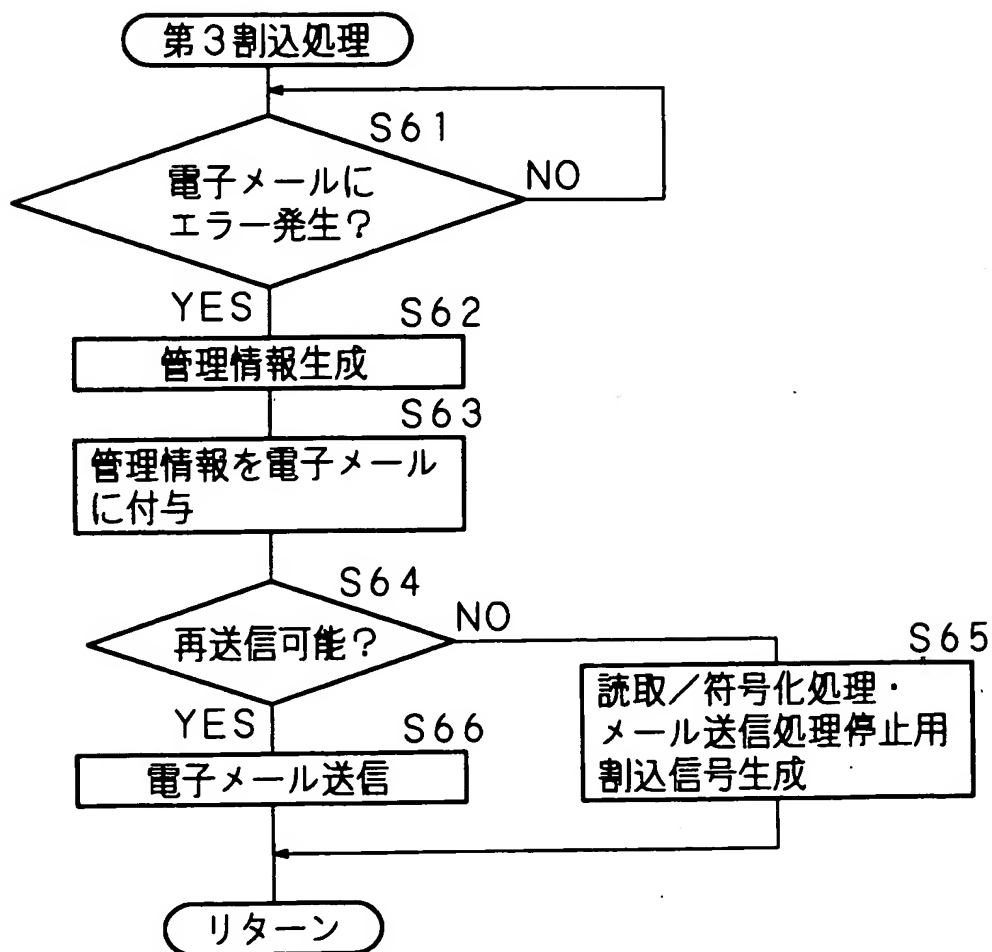 第3割込処理
S61
電子メールに
エラー発生?
NO
YES
S62
管理情報生成
S63
管理情報を電子メール
に付与
S64
再送信可能?
NO
S65
読取/符号化処理・
メール送信処理停止用
割込信号生成
YES
S66
電子メール送信
リターン